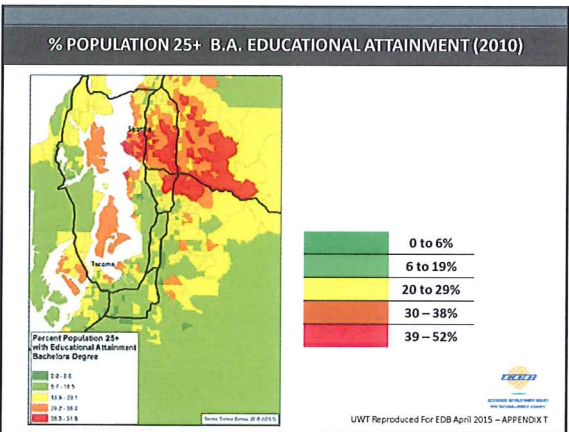 % POPULATION 25+ B.A. EDUCATIONAL ATTAINMENT (2010)
Seattle
Tacoma
Percent Population 25+
with Educational Attainment
Bachelors Degree
0 to 6%
6 to 19%
20 to 29%
30 – 38%
39 – 52%
UWT Reproduced For EDB April 2015 – APPENDIX T